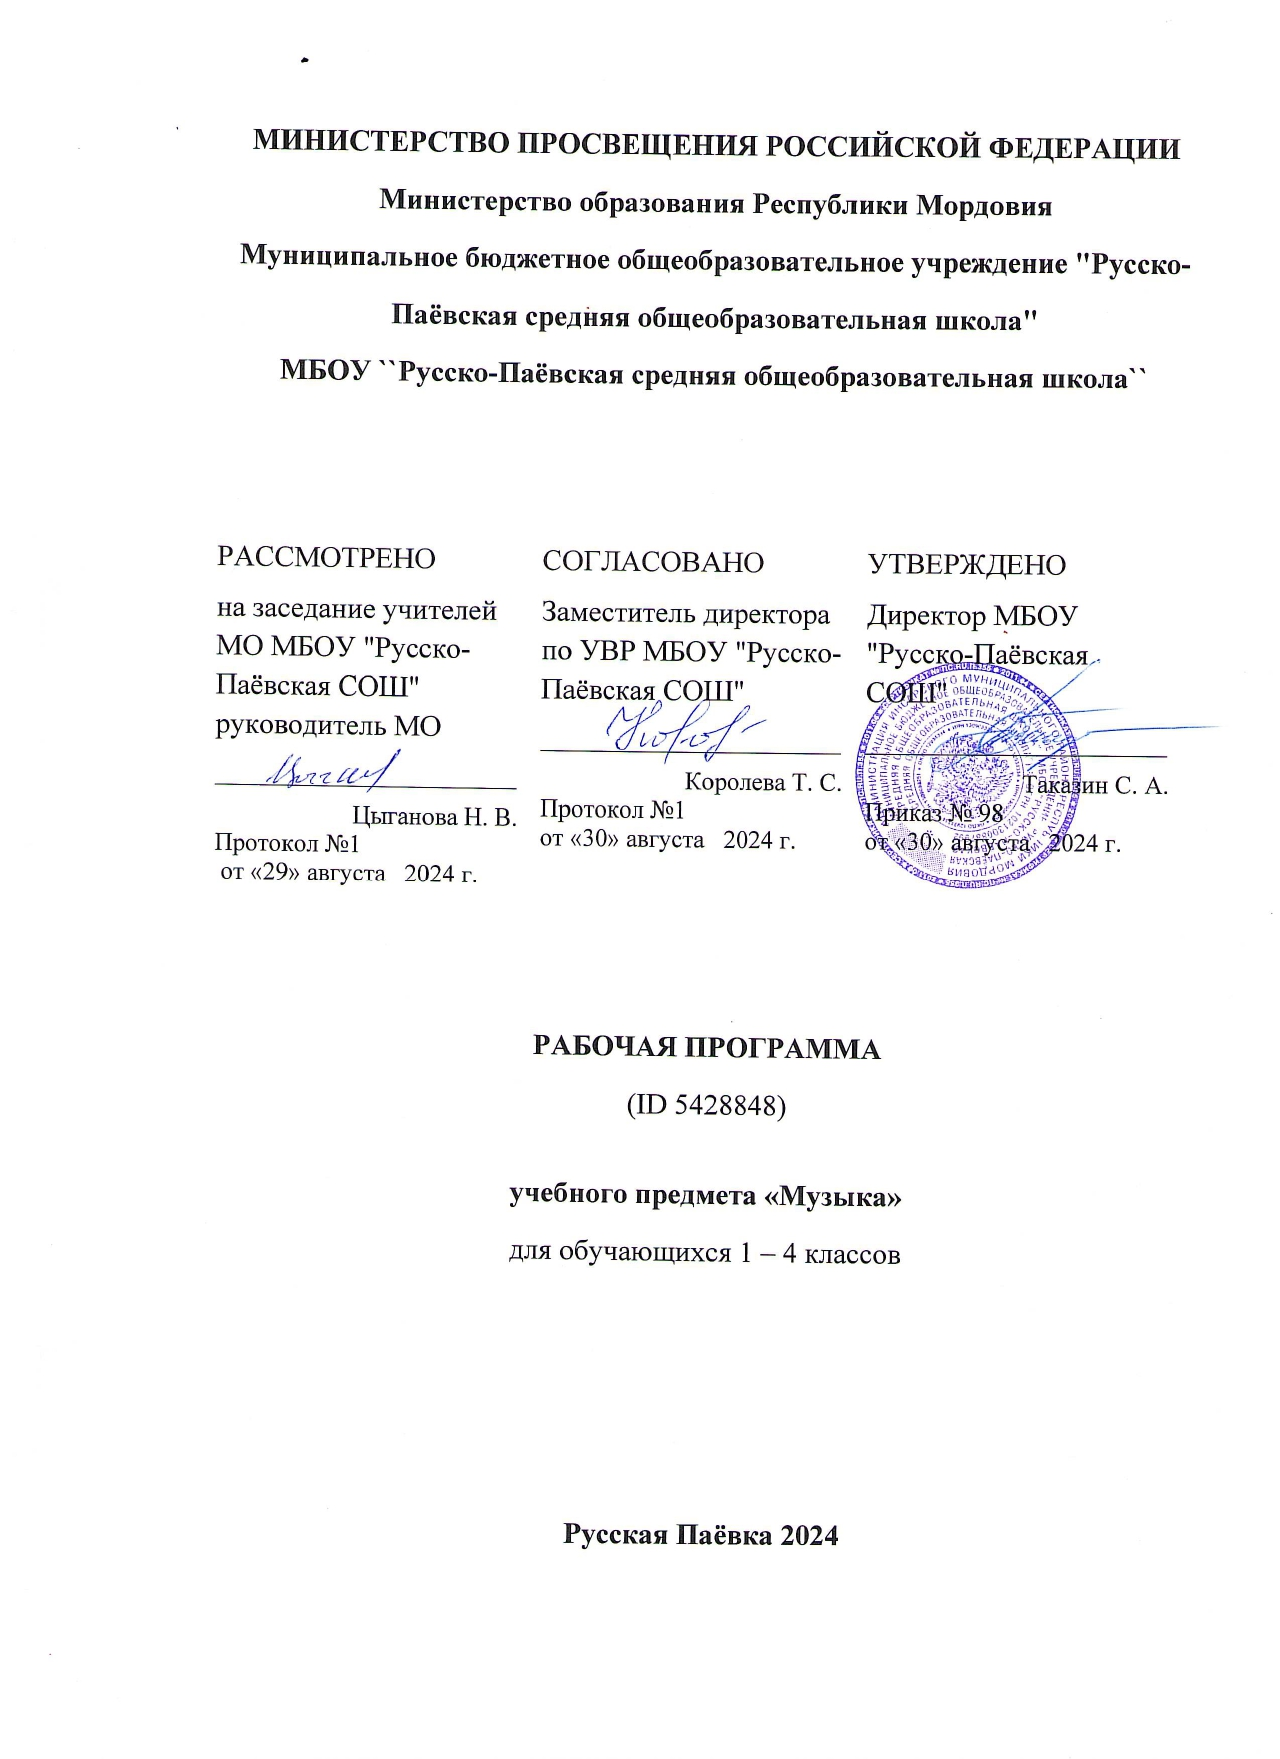 МИНИСТЕРСТВО ПРОСВЕЩЕНИЯ РОССИЙСКОЙ ФЕДЕРАЦИИ
Министерство образования Республики Мордовия
Муниципальное бюджетное общеобразовательное учреждение "Русско-
Паёвская средняя общеобразовательная школа"
МБОУ ``Русско-Паёвская средняя общеобразовательная школа``
РАССМОТРЕНО
на заседание учителей
МО МБОУ "Русско-
Паёвская СОШ"
руководитель МО
Цыганова Н. В.
Протокол №1
от «29» августа 2024 г.
СОГЛАСОВАНО
Заместитель директора
по УВР МБОУ "Русско-
Паёвская СОШ"
Королева Т. С.
Протокол №1
от «30» августа 2024 г.
УТВЕРЖДЕНО
Директор МБОУ
"Русско-Паёвская
СОШ"
Таказин С. А.
Приказ № 98
от «30» августа 2024 г.
РАБОЧАЯ ПРОГРАММА
(ID 5428848)
учебного предмета «Музыка»
для обучающихся 1 – 4 классов
Русская Паёвка 2024